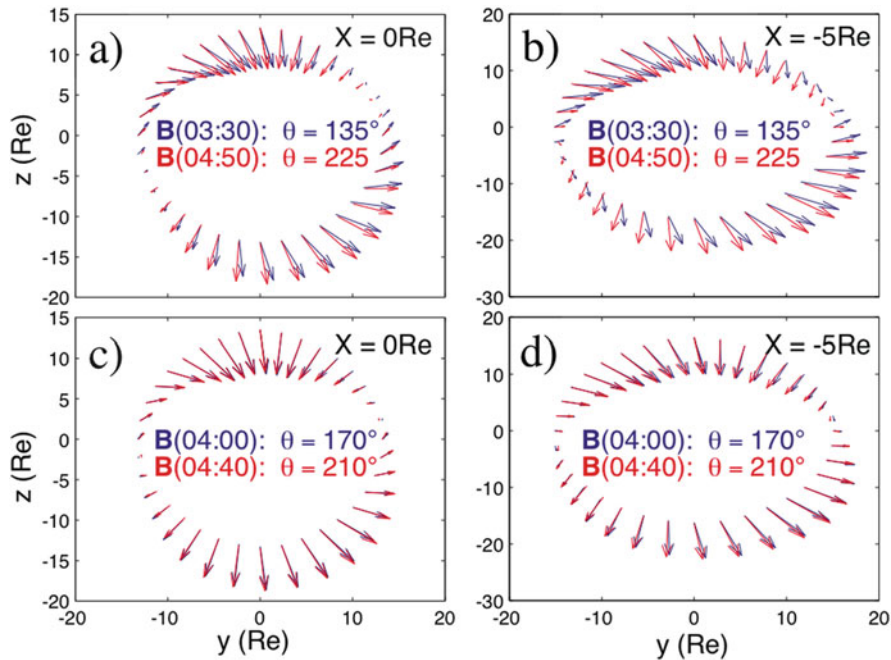 a)
X = 0Re
B(03:30): θ = 135°
B(04:50): θ = 225
z (Re)
15
10
5
0
-5
-10
-15
-20
b)
X = -5Re
B(03:30): θ = 135°
B(04:50): θ = 225
20
10
0
-10
-20
-30
c)
X = 0Re
B(04:00): θ = 170°
B(04:40): θ = 210°
z (Re)
15
10
5
0
-5
-10
-15
-20
-20
-10
0
10
20
y (Re)
d)
X = -5Re
B(04:00): θ = 170°
B(04:40): θ = 210°
20
10
0
-10
-20
-30
-20
-10
0
10
20
y (Re)